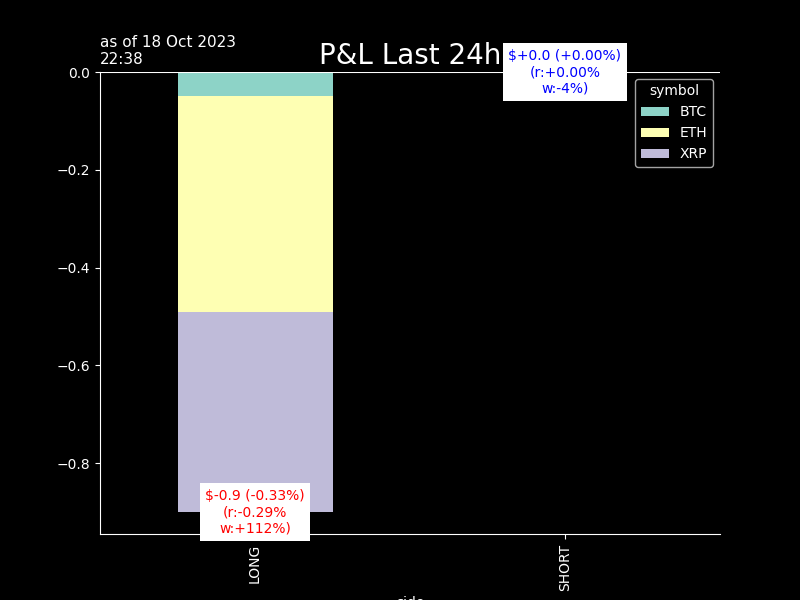 as of 18 Oct 2023
22:38
P&L Last 24h
$+0.0 (+0.00%)
(r:+0.00%
w:-4%)
symbol
BTC
ETH
XRP
0.0
−0.2
−0.4
−0.6
−0.8
$-0.9 (-0.33%)
(r:-0.29%
w:+112%)
LONG
SHORT
side